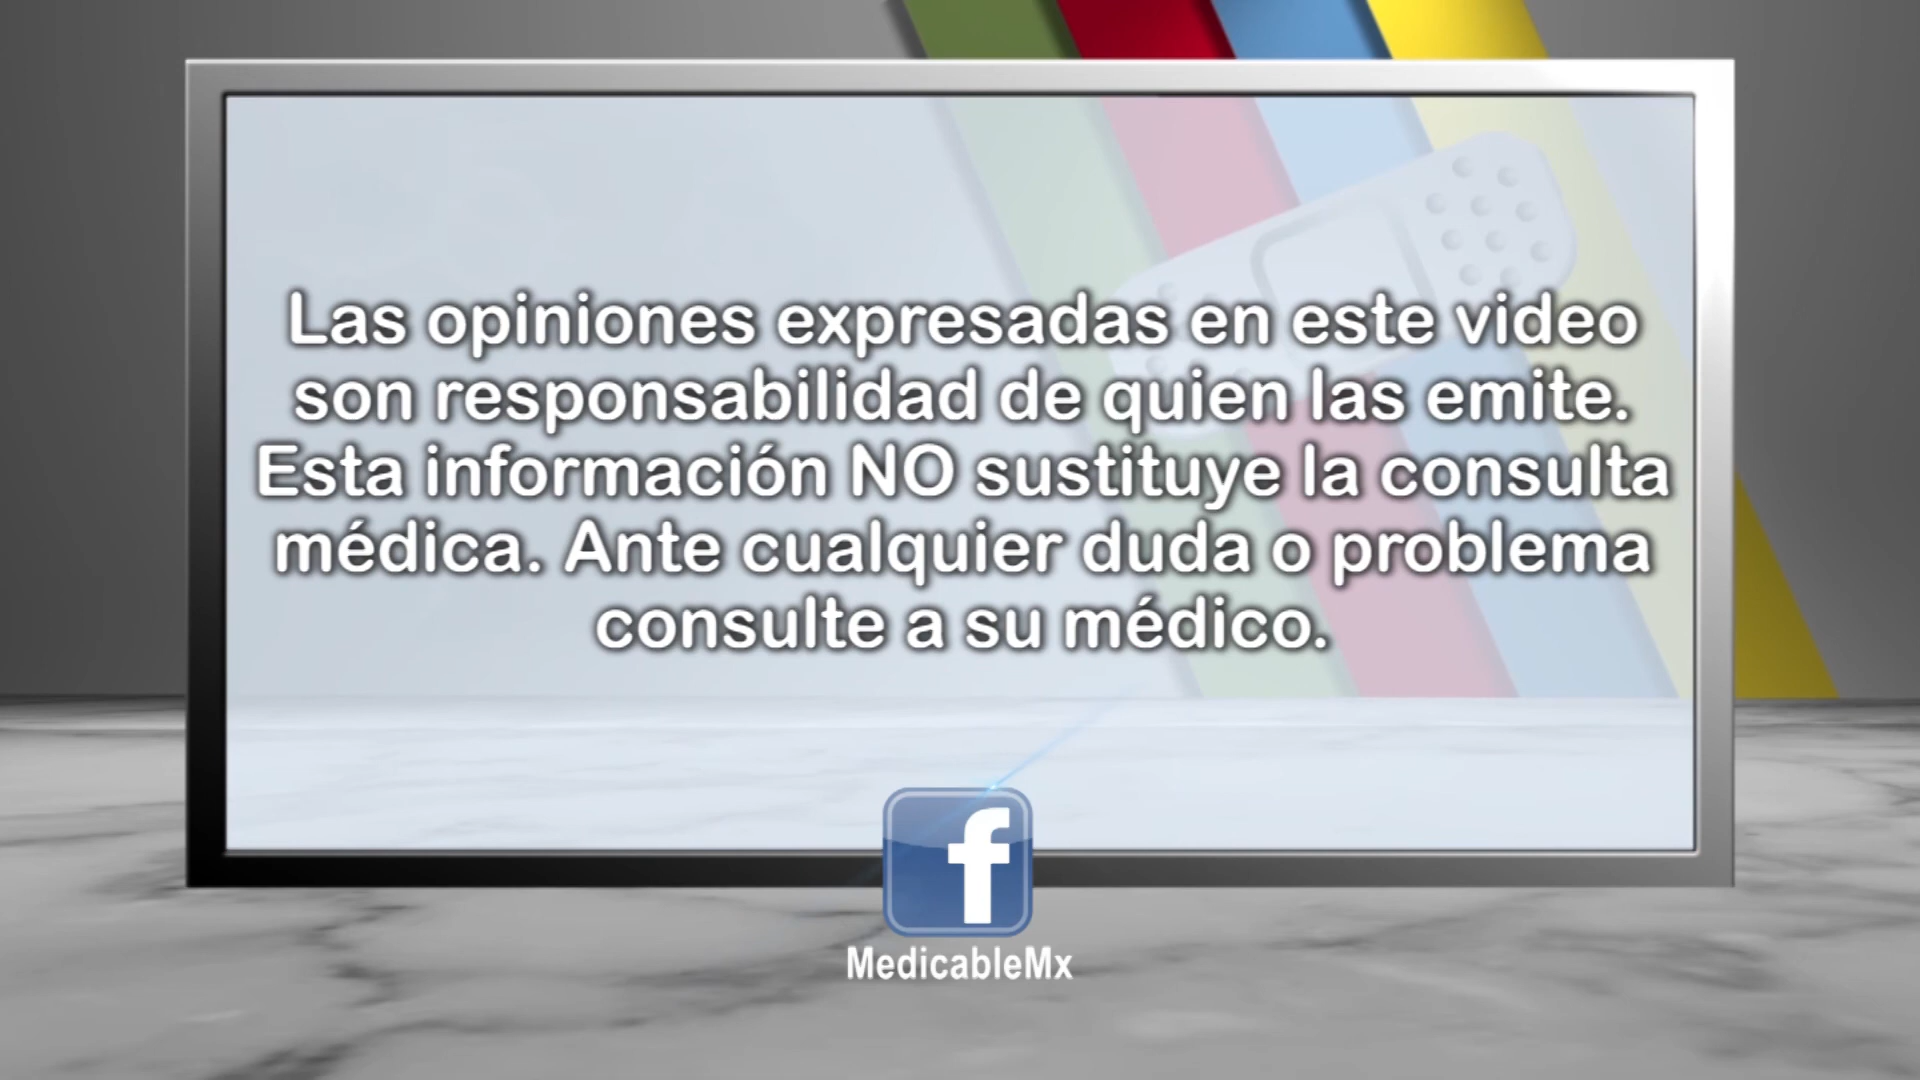 Las opiniones expresadas en este video
son responsabilidad de quien las emite.
Esta información NO sustituye la consulta
médica. Ante cualquier duda o problema
consulte a su médico.
f
MedicableMx